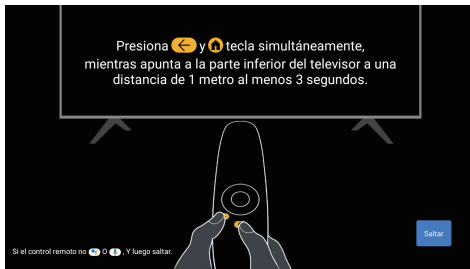 Presiona y tecla simultáneamente,
mientras apunta a la parte inferior del televisor a una
distancia de 1 metro al menos 3 segundos.
Saltar
Si el control remoto no O , Y luego saltar.